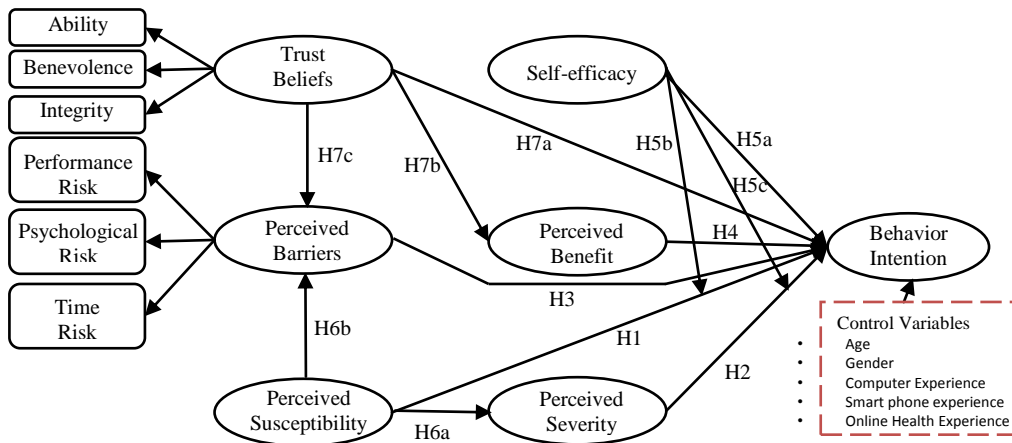 Ability
Benevolence
Integrity
Performance
Risk
Psychological
Risk
Time
Risk
Trust
Beliefs
Self-efficacy
H7c
H7b
H7a
H5b
H5a
H5c
Perceived
Barriers
Perceived
Benefit
H4
Behavior
Intention
H3
H6b
H1
H2
Perceived
Susceptibility
H6a
Perceived
Severity
Control Variables
• Age
• Gender
• Computer Experience
• Smart phone experience
• Online Health Experience